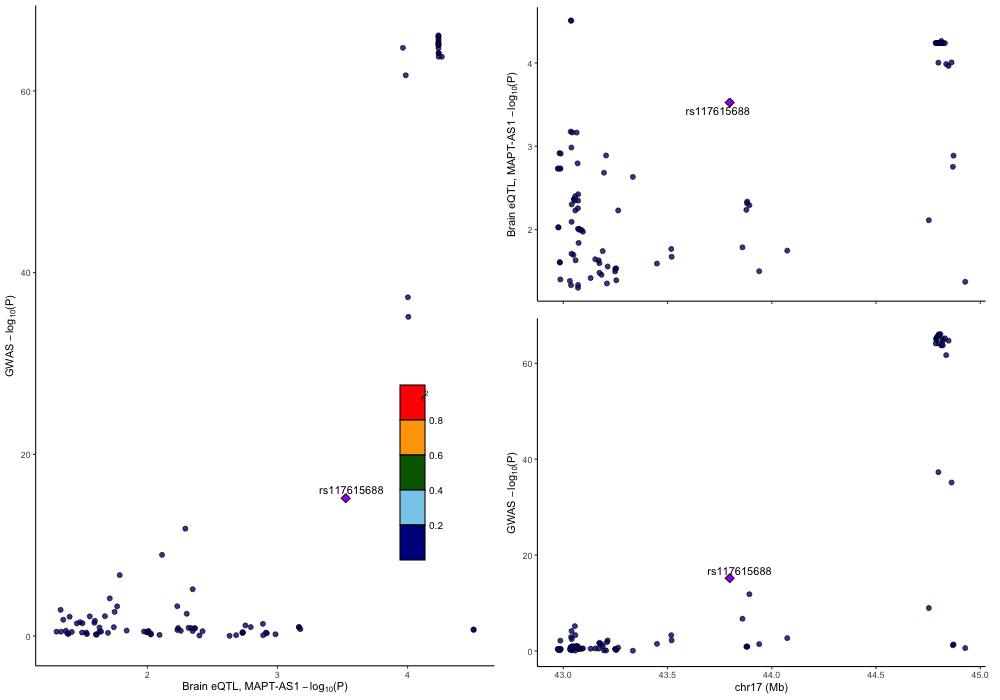 GWAS −log10(P)
60
40
20
0
rs117615688
r2
0.8
0.6
0.4
0.2
2
3
4
Brain eQTL, MAPT-AS1 −log10(P)
Brain eQTL, MAPT-AS1 −log10(P)
4
3
2
rs117615688
GWAS −log10(P)
60
40
20
0
rs117615688
43.0
43.5
44.0
44.5
45.0
chr17 (Mb)